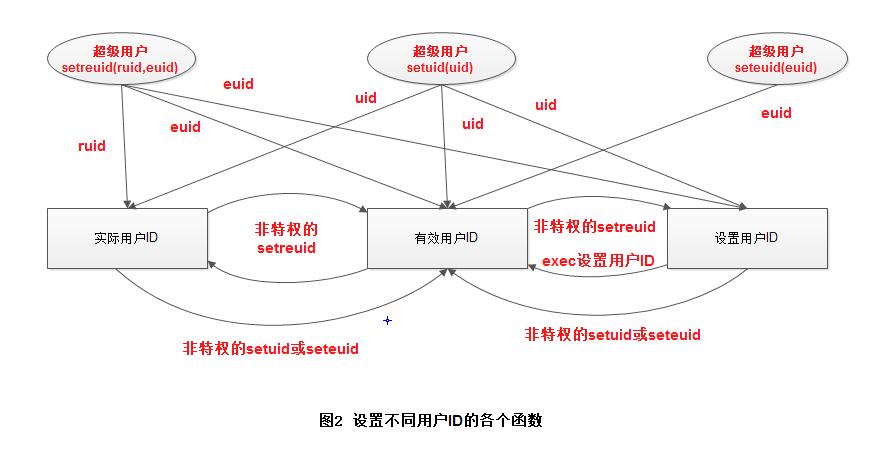 超级用户
setreuid(ruid,euid)
超级用户
setuid(uid)
超级用户
seteuid(euid)
euid
uid
uid
euid
uid
euid
ruid
实际用户ID
非特权的
setreuid
有效用户ID
非特权的setreuid
exec设置用户ID
设置用户ID
非特权的setuid或seteuid
非特权的setuid或seteuid
图2 设置不同用户ID的各个函数